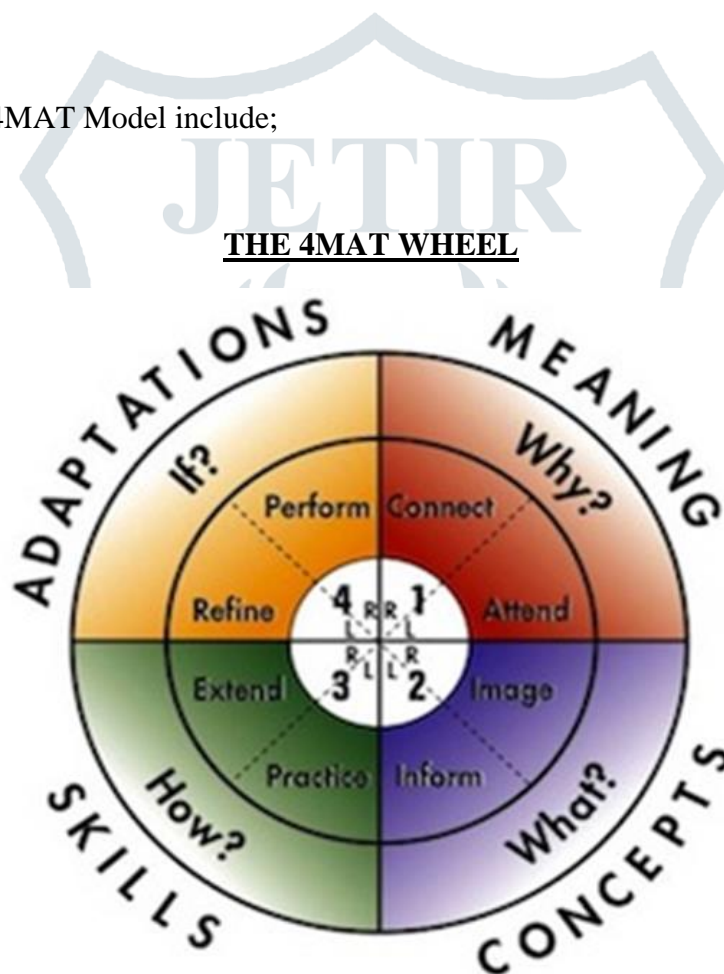 4MAT Model include;
JETIR
THE 4MAT WHEEL
ADAPTATIONS
MEANING
If?
Why?
Perform
Connect
Refine
Attend
4
R
R
1
L
L
R
R
3
L
L
2
Extend
Image
Practice
Inform
How?
What?
SKILLS
CONCEPTS